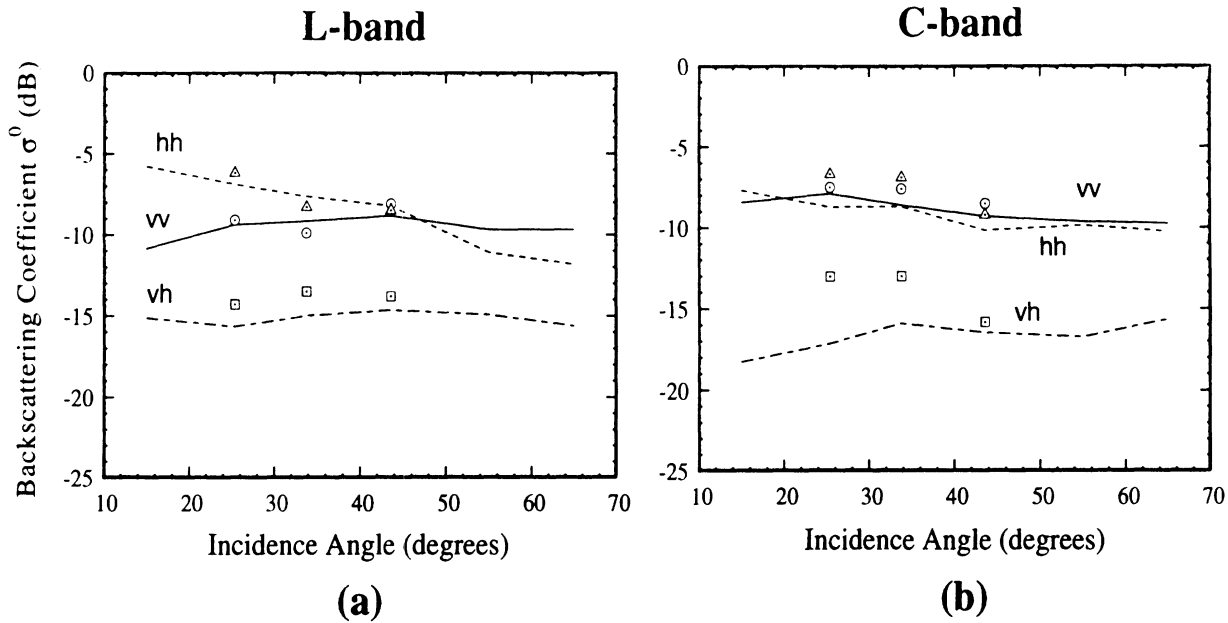 L-band
C-band
Backscattering Coefficient σ⁰ (dB)
0
-5
-10
-15
-20
-25
hh
vv
vh
10 20 30 40 50 60 70
Incidence Angle (degrees)
(a)
0
-5
-10
-15
-20
-25
vv
hh
vh
10 20 30 40 50 60 70
Incidence Angle (degrees)
(b)